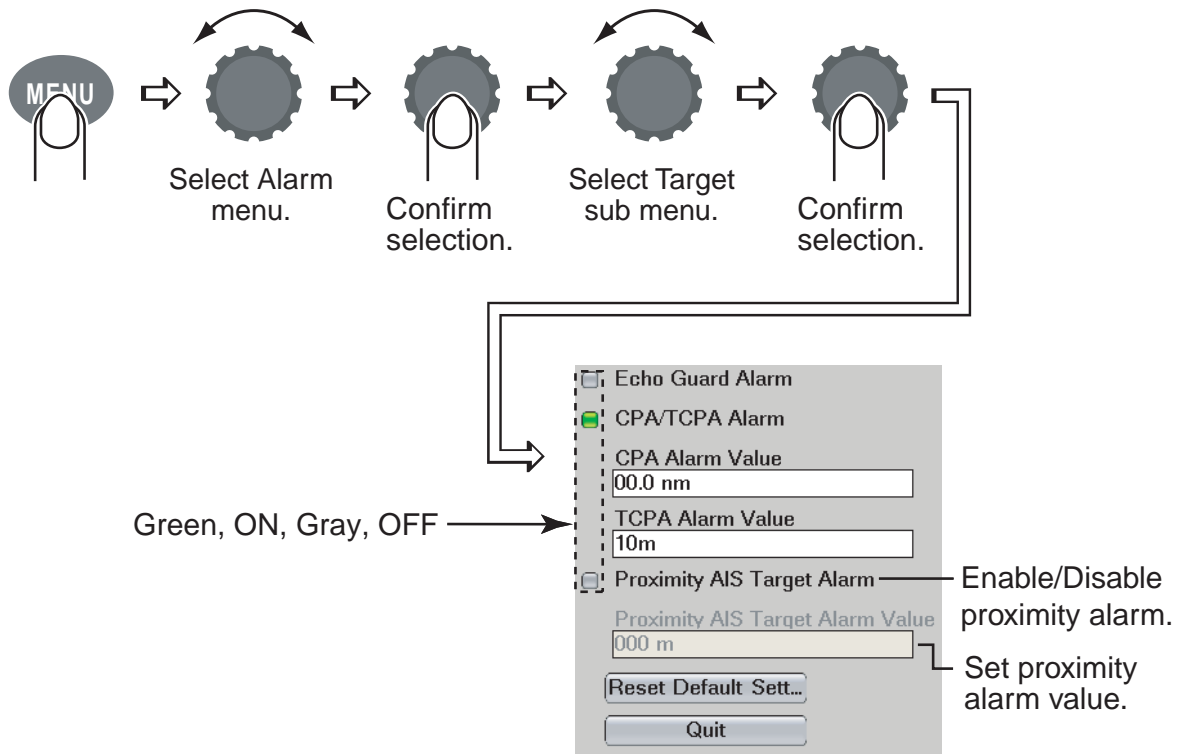 MENU
Select Alarm
menu.
Confirm
selection.
Select Target
sub menu.
Confirm
selection.
Echo Guard Alarm
CPA/TCPA Alarm
CPA Alarm Value
00.0 nm
TCPA Alarm Value
10m
Green, ON, Gray, OFF
Proximity AIS Target Alarm
Enable/Disable
proximity alarm.
Proximity AIS Target Alarm Value
000 m
Set proximity
alarm value.
Reset Default Sett...
Quit